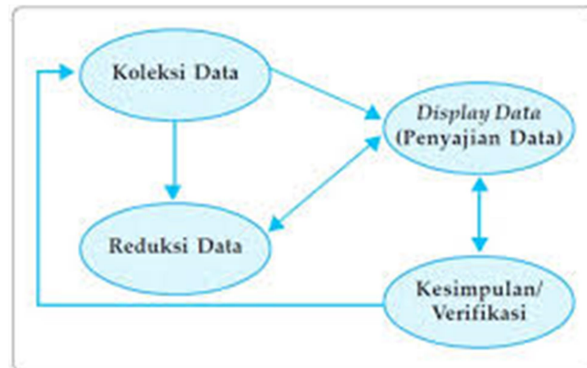 Koleksi Data
Display Data
(Penyajian Data)
Reduksi Data
Kesimpulan/
Verifikasi